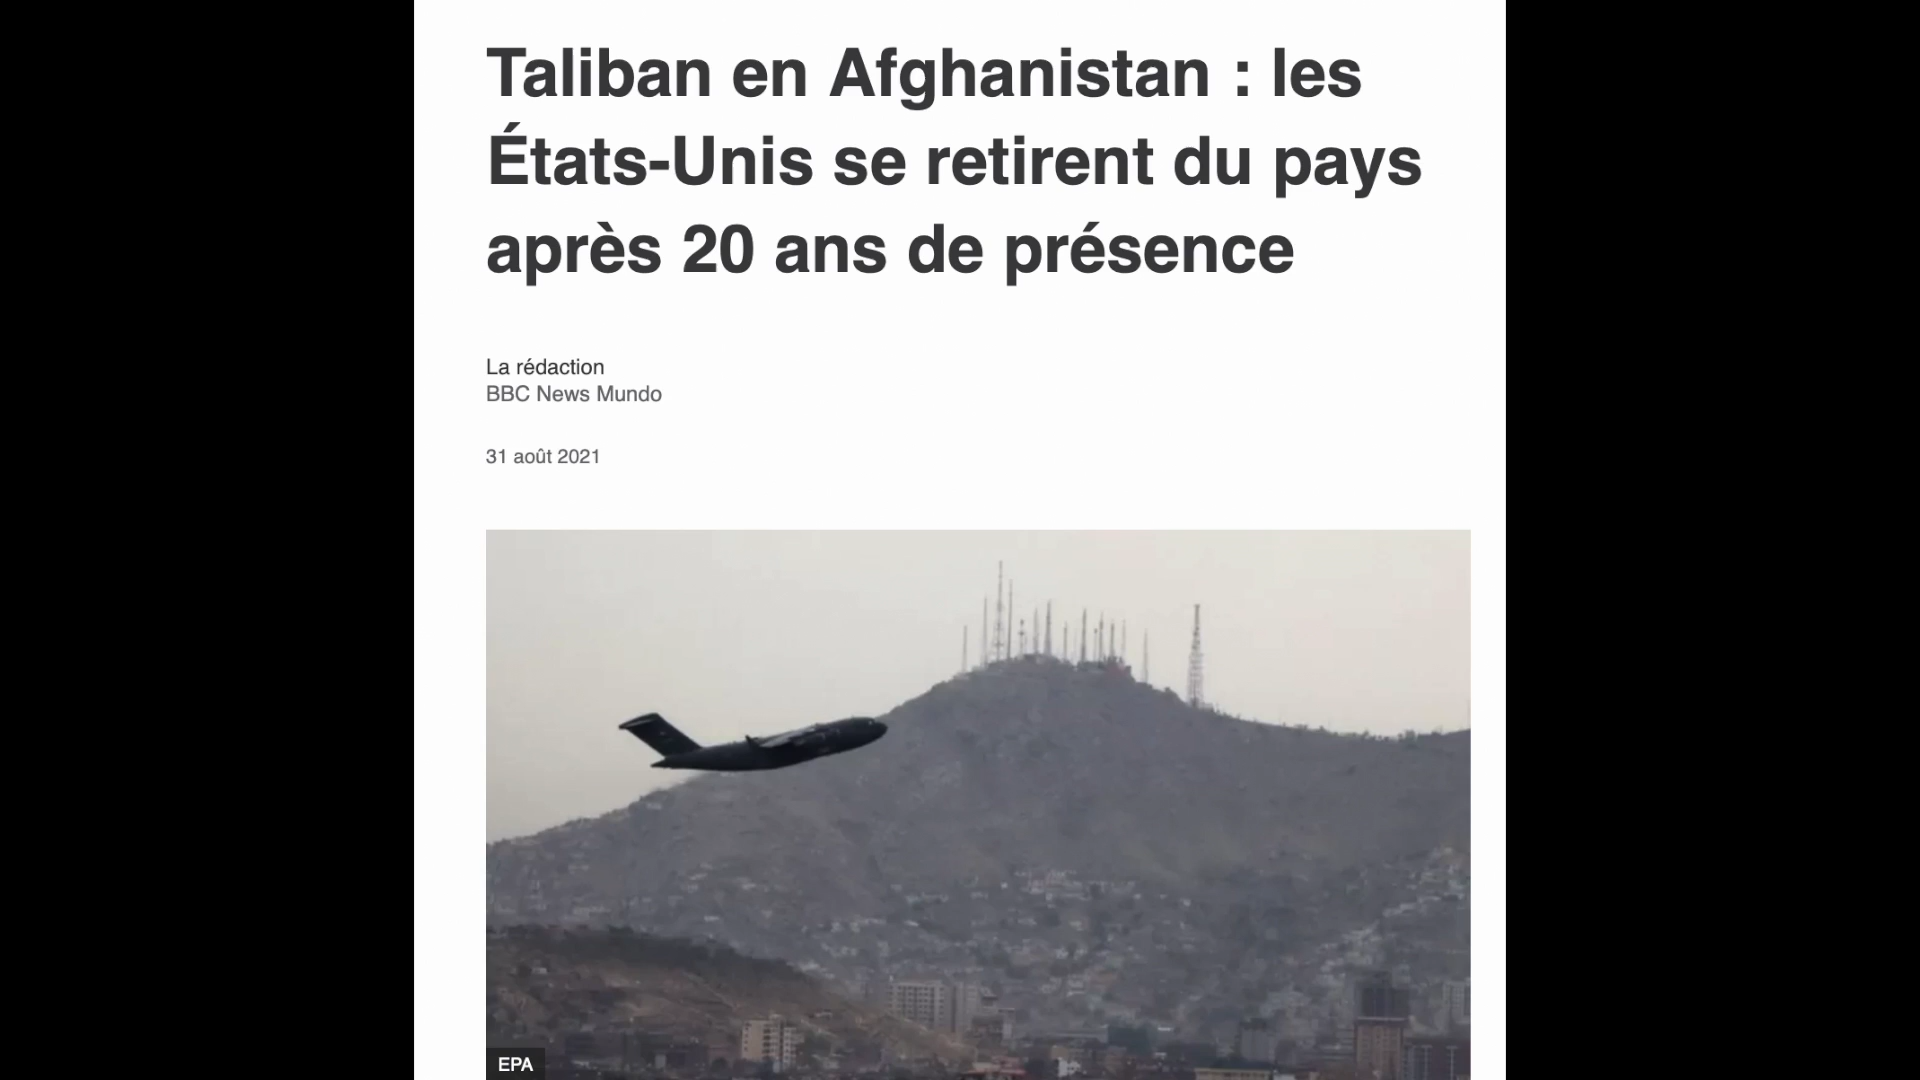 Taliban en Afghanistan : les
États-Unis se retirent du pays
après 20 ans de présence
La rédaction
BBC News Mundo
31 août 2021
EPA